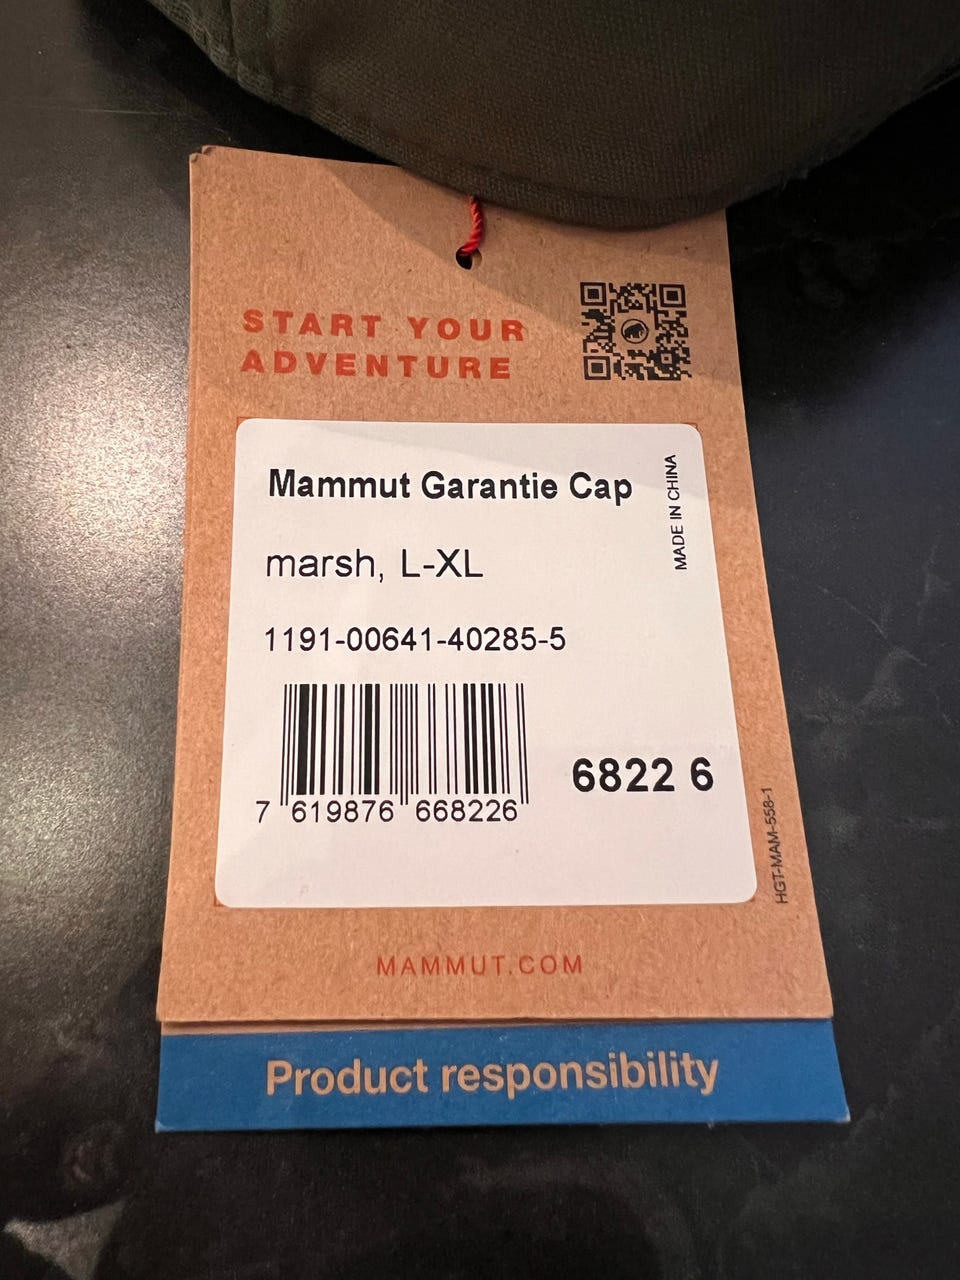 START YOUR
ADVENTURE
Mammut Garantie Cap
MADE IN CHINA
marsh, L-XL
1191-00641-40285-5
7 619876 668226
6822 6
HGT-MAM-558-1
MAMMUT.COM
Product responsibility